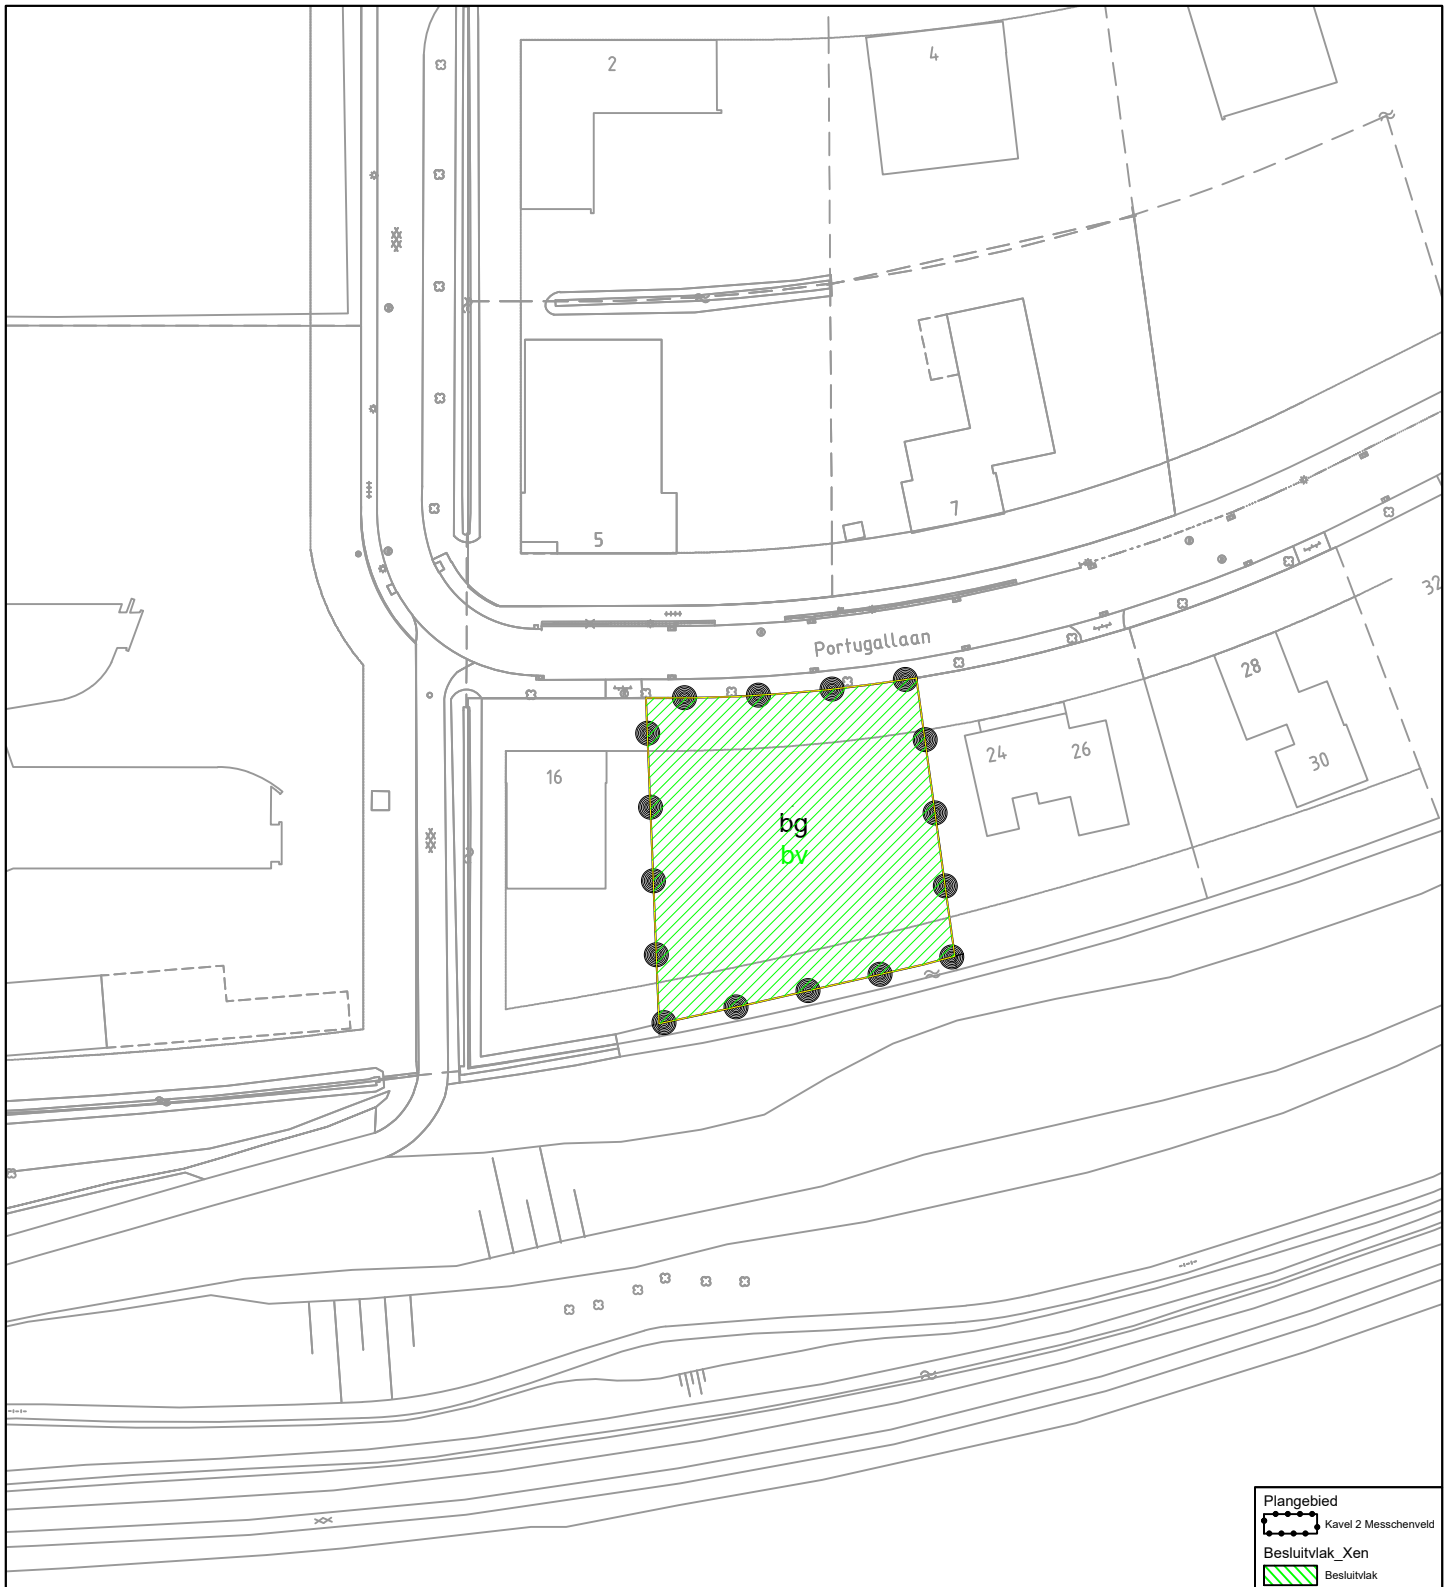 2
4
5
7
Portugallaan
32
28
30
24
26
16
bg
bv
Plangebied
Kavel 2 Messchenveld
Besluitvlak_Xen
Besluitvlak